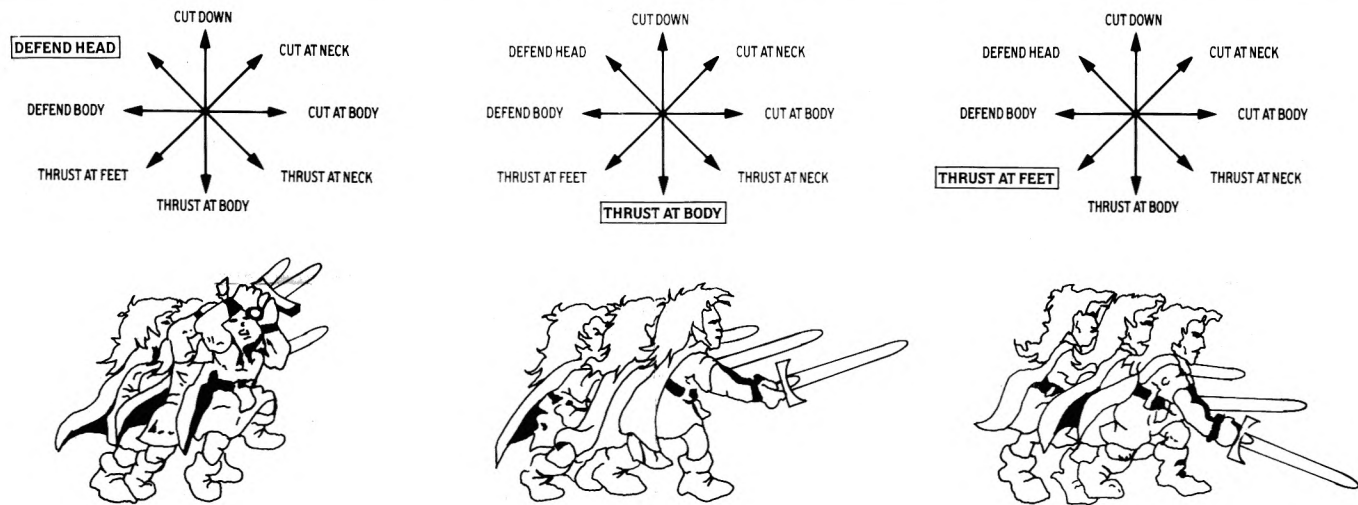 CUT DOWN
DEFEND HEAD
CUT AT NECK
DEFEND BODY
CUT AT BODY
THRUST AT FEET
THRUST AT NECK
THRUST AT BODY
CUT DOWN
DEFEND HEAD
CUT AT NECK
DEFEND BODY
CUT AT BODY
THRUST AT FEET
THRUST AT NECK
THRUST AT BODY
CUT DOWN
DEFEND HEAD
CUT AT NECK
DEFEND BODY
CUT AT BODY
THRUST AT FEET
THRUST AT NECK
THRUST AT BODY